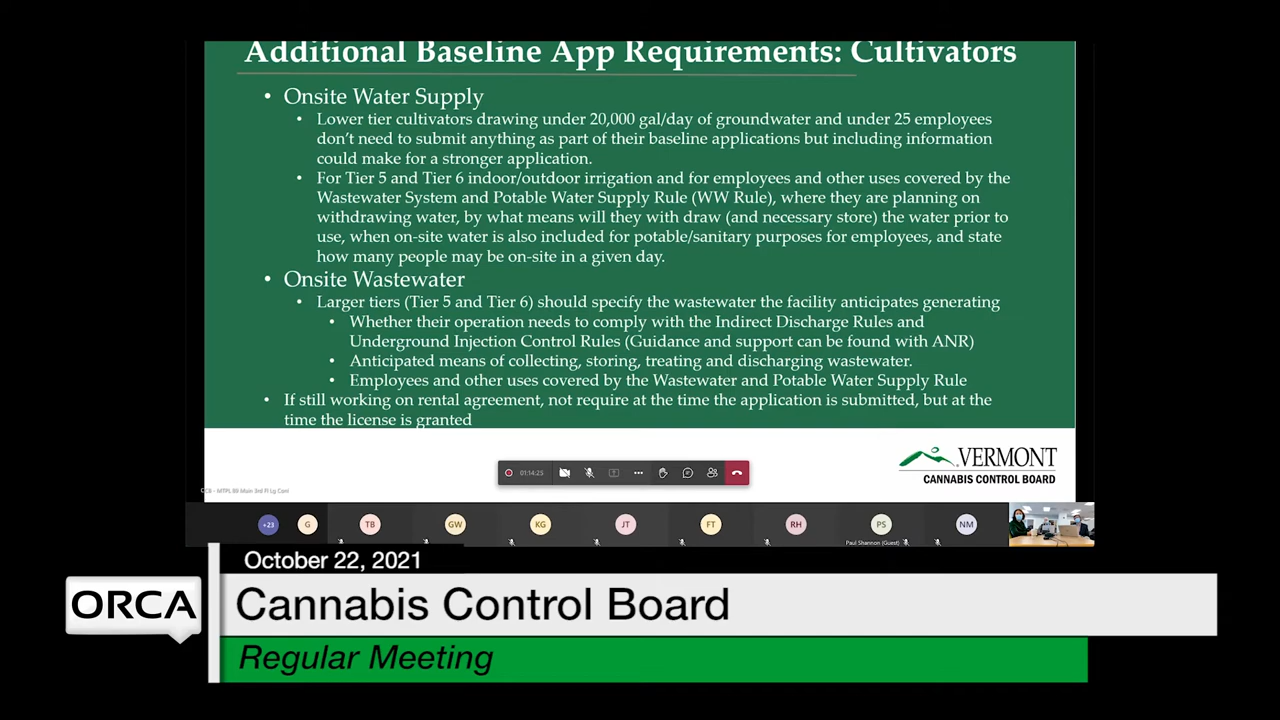 Additional Baseline App Requirements: Cultivators
• Onsite Water Supply
• Lower tier cultivators drawing under 20,000 gal/day of groundwater and under 25 employees
don't need to submit anything as part of their baseline applications but including information
could make for a stronger application.
• For Tier 5 and Tier 6 indoor/outdoor irrigation and for employees and other uses covered by the
Wastewater System and Potable Water Supply Rule (WW Rule), where they are planning on
withdrawing water, by what means will they with draw (and necessary store) the water prior to
use, when on-site water is also included for potable/sanitary purposes for employees, and state
how many people may be on-site in a given day.
• Onsite Wastewater
• Larger tiers (Tier 5 and Tier 6) should specify the wastewater the facility anticipates generating
• Whether their operation needs to comply with the Indirect Discharge Rules and
Underground Injection Control Rules (Guidance and support can be found with ANR)
• Anticipated means of collecting, storing, treating and discharging wastewater.
• Employees and other uses covered by the Wastewater and Potable Water Supply Rule
• If still working on rental agreement, not require at the time the application is submitted, but at the
time the license is granted
VERMONT
CANNABIS CONTROL BOARD
01:14:25
+23 G TB GW KG JT FT RH PS NM
Paul Shannon (Guest)
October 22, 2021
ORCA
Cannabis Control Board
Regular Meeting